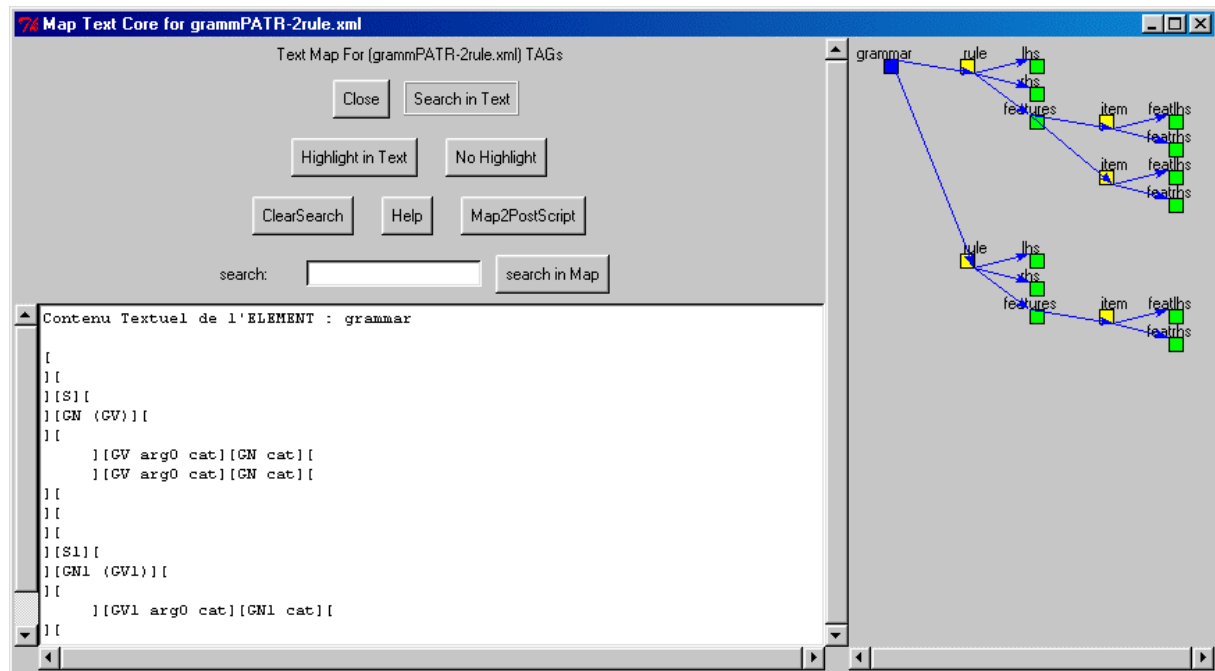 Map Text Core for grammPATR-2rule.xml
Text Map For (grammPATR-2rule.xml) TAGs
Close Search in Text
Highlight in Text No Highlight
ClearSearch Help Map2PostScript
search: search in Map
Contenu Textuel de l'ELEMENT : grammar
[
][
][S][
][GN (GV)][
][
][GV arg0 cat][GN cat][
][GV arg0 cat][GN cat][
][
][
][
][S1][
][GN1 (GV1)][
][
][GV1 arg0 cat][GN1 cat][
][
grammar rule lhs
rhs
features item featlhs
featrhs
item featlhs
featrhs
rule lhs
rhs
features item featlhs
featrhs